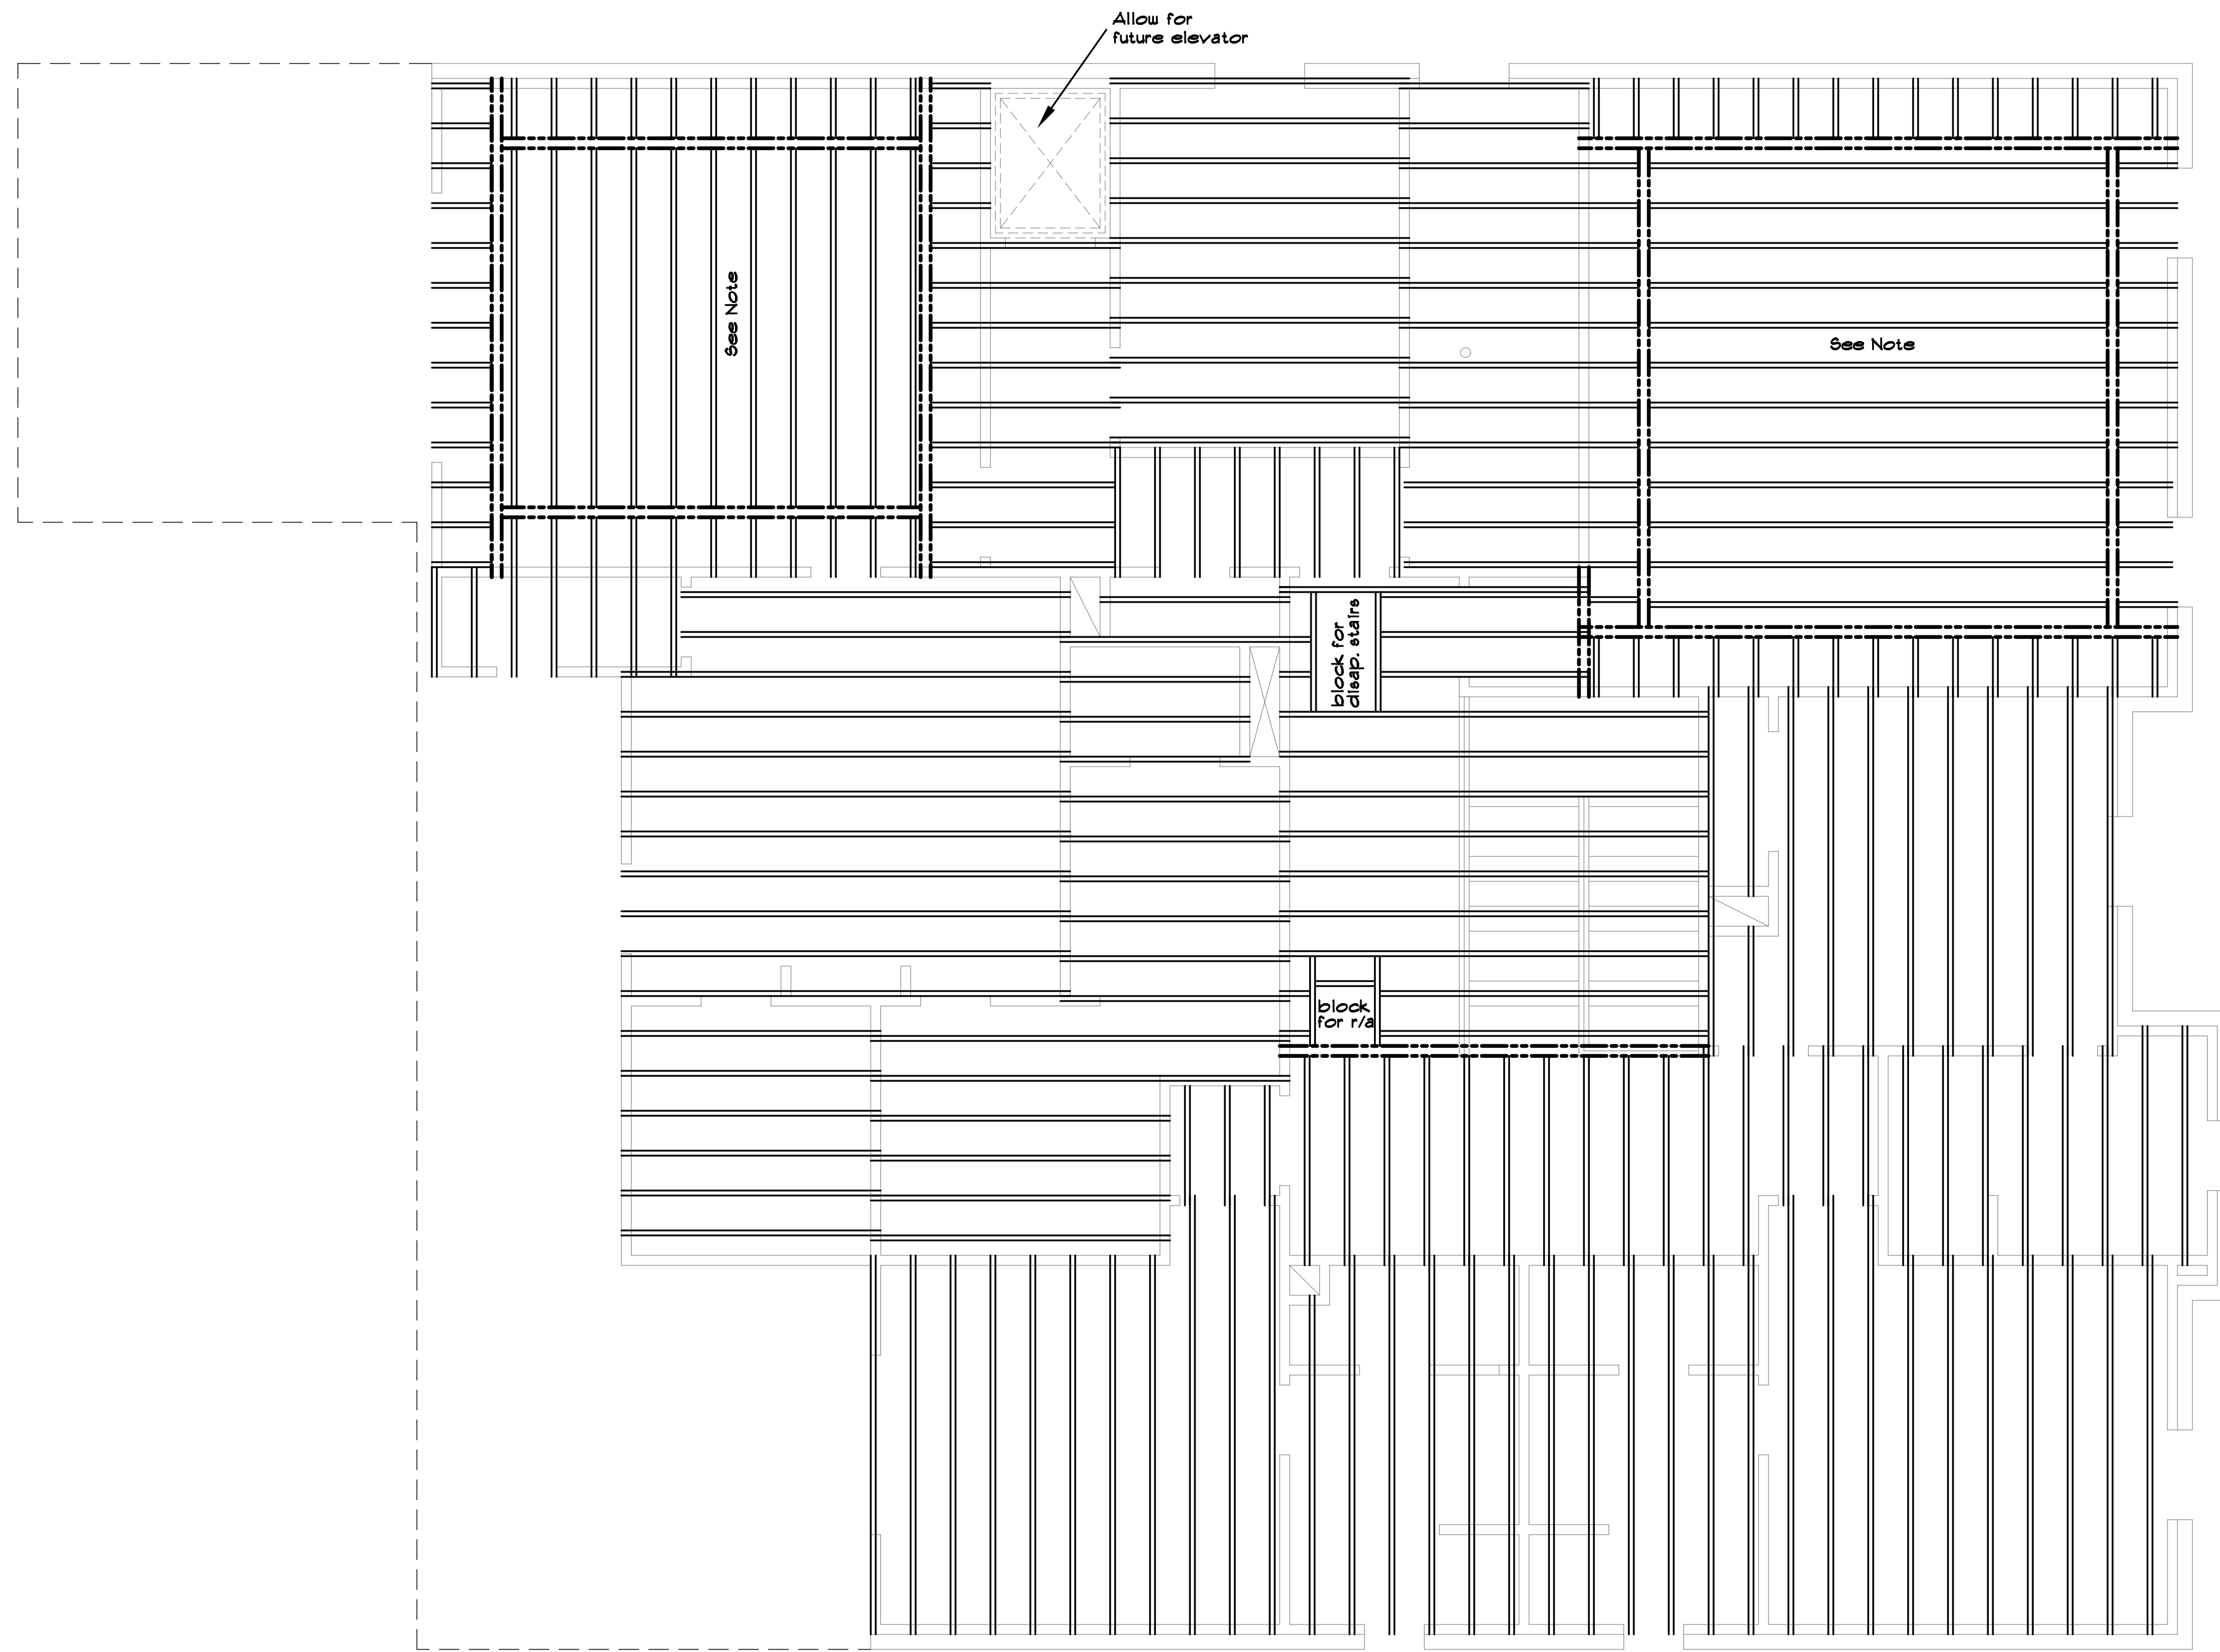 Allow for
future elevator
See Note
See Note
block for
disap. stairs
block
for r/a